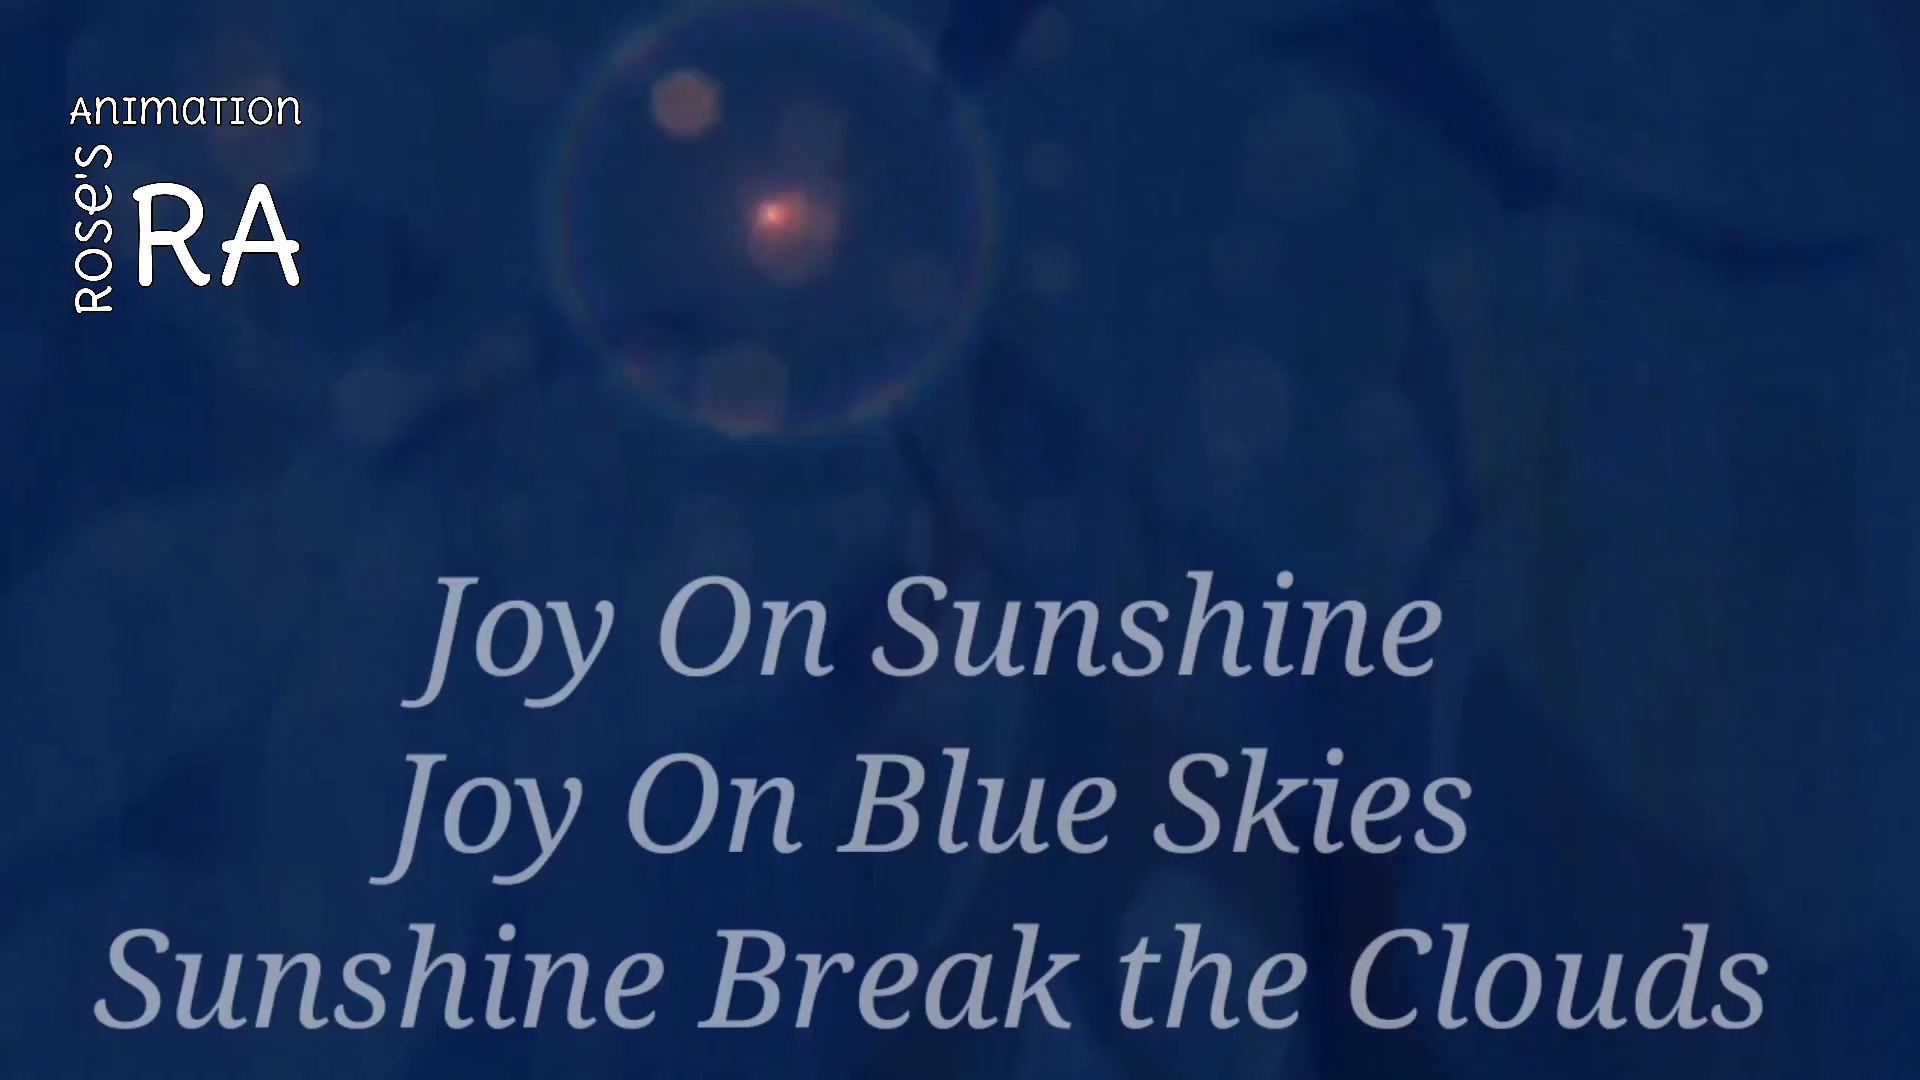 Animation
Rose's
RA
Joy On Sunshine
Joy On Blue Skies
Sunshine Break the Clouds